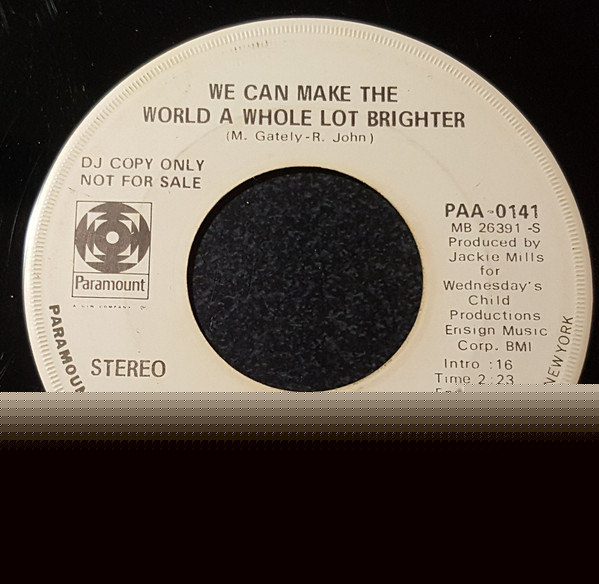 WE CAN MAKE THE
WORLD A WHOLE LOT BRIGHTER
(M. Gately-R. John)
DJ COPY ONLY
NOT FOR SALE
Paramount
STEREO
PAA-0141
MB 26391 -S
Produced by
Jackie Mills
for
Wednesday's
Child
Productions
Ensign Music
Corp. BMI
Intro :16
Time 2:23
NEW YORK